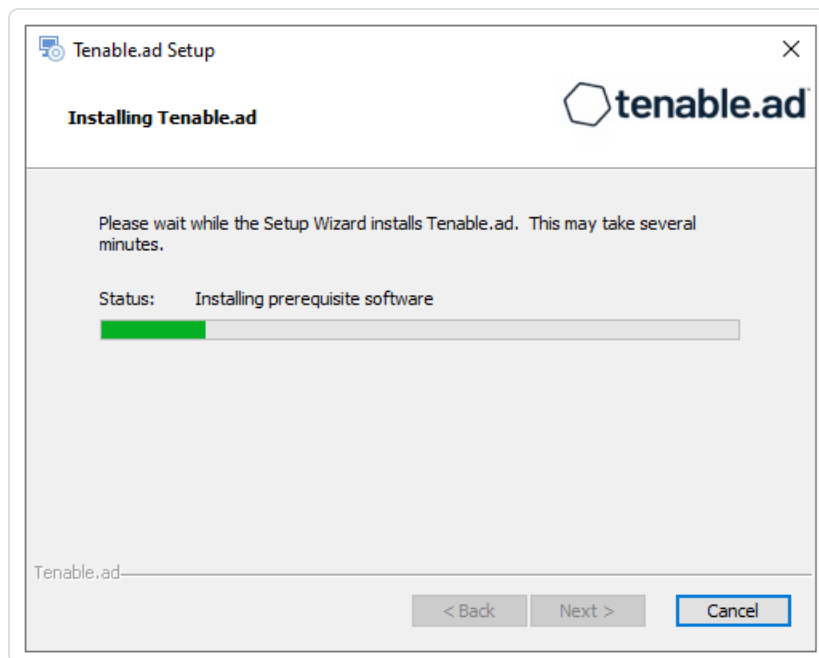 Tenable.ad Setup
Installing Tenable.ad
tenable.ad
Please wait while the Setup Wizard installs Tenable.ad. This may take several
minutes.
Status: Installing prerequisite software
Tenable.ad
< Back Next > Cancel